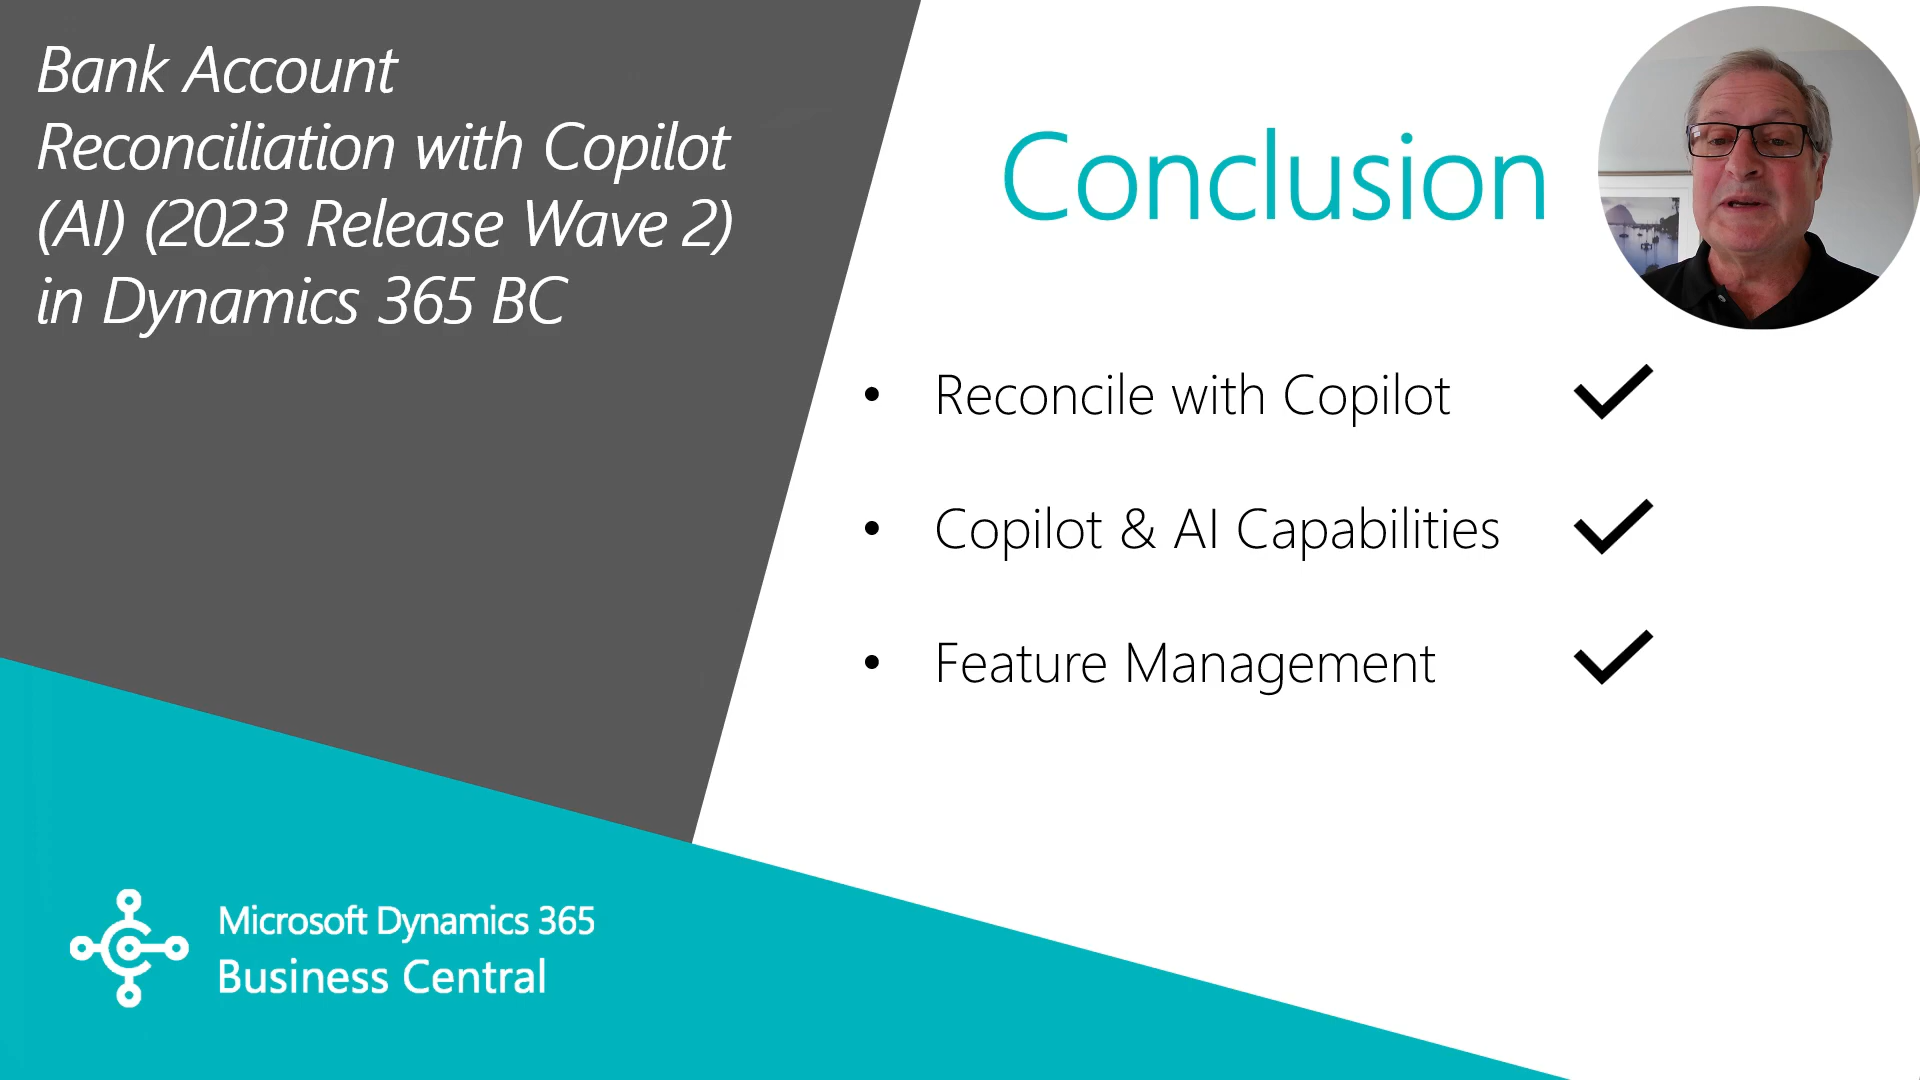 Bank Account
Reconciliation with Copilot
(AI) (2023 Release Wave 2)
in Dynamics 365 BC
Conclusion
• Reconcile with Copilot
• Copilot & AI Capabilities
• Feature Management
Microsoft Dynamics 365
Business Central